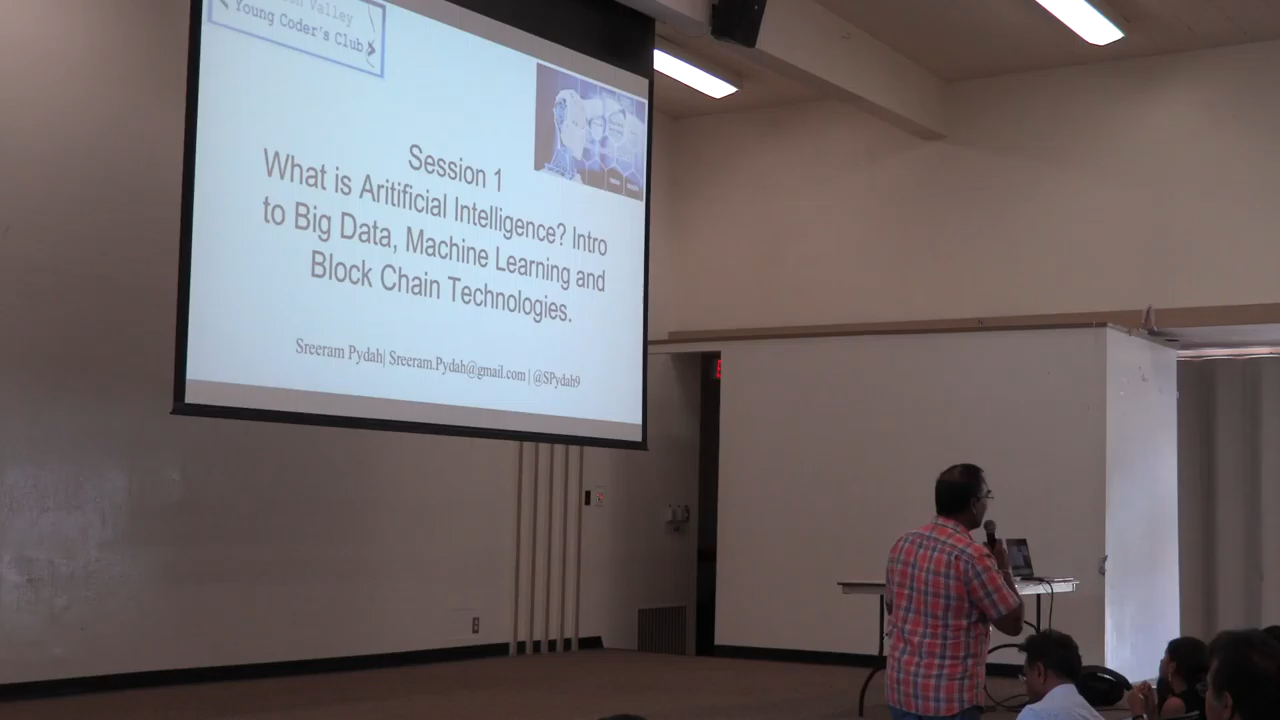 Valley
Young Coder's Club
Session 1
What is Aritificial Intelligence? Intro
to Big Data, Machine Learning and
Block Chain Technologies.
Sreeram Pydah| Sreeram.Pydah@gmail.com | @SPydah9